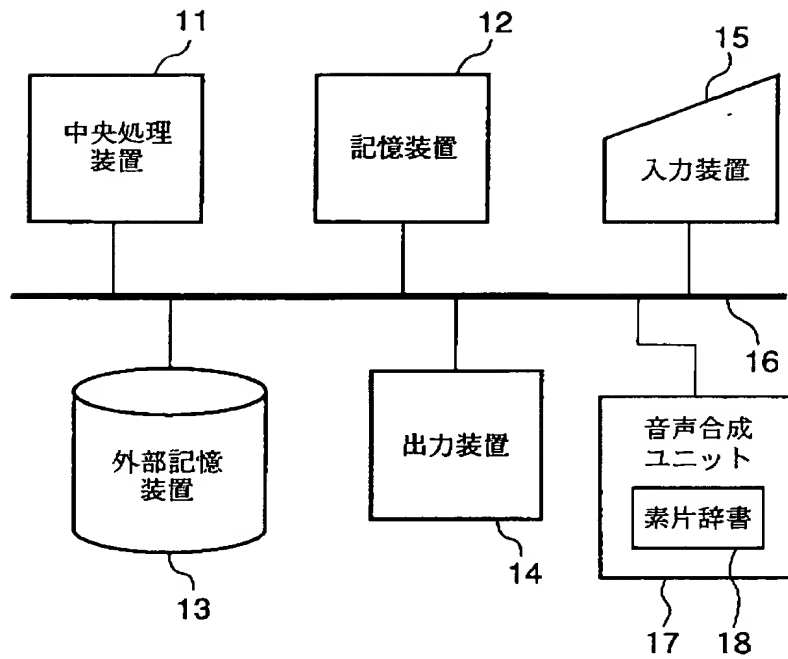 11
12
15
中央処理
装置
記憶装置
入力装置
16
外部記憶
装置
出力装置
音声合成
ユニット
素片辞書
13
14
17
18